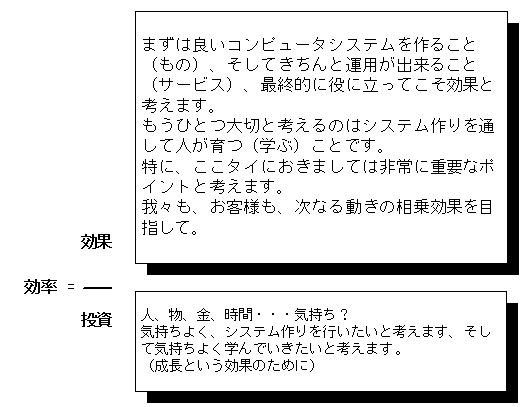 まずは良いコンピュータシステムを作ること
（もの）、そしてきちんと運用が出来ること
（サービス）、最終的に役に立ってこそ効果と
考えます。
もうひとつ大切と考えるのはシステム作りを通
して人が育つ（学ぶ）ことです。
特に、ここタイにおきましては非常に重要なポ
イントと考えます。
我々も、お客様も、次なる動きの相乗効果を目
指して。
効果
効率 = ――
投資
人、物、金、時間・・・気持ち？
気持ちよく、システム作りを行いたいと考えます、そし
て気持ちよく学んでいきたいと考えます。
（成長という効果のために）